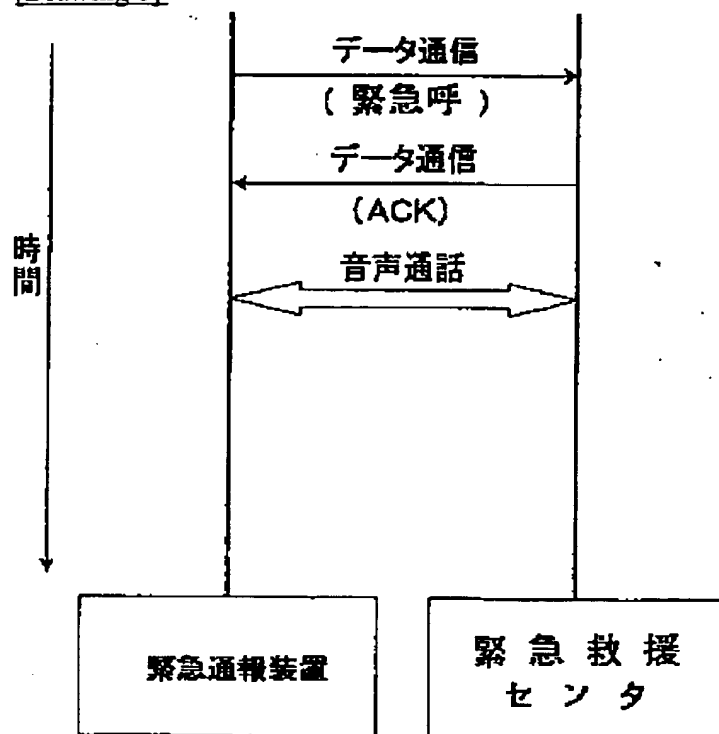 データ通信
( 緊急呼 )
データ通信
(ACK)
音声通話
時間
緊急通報装置
緊急救援
センタ